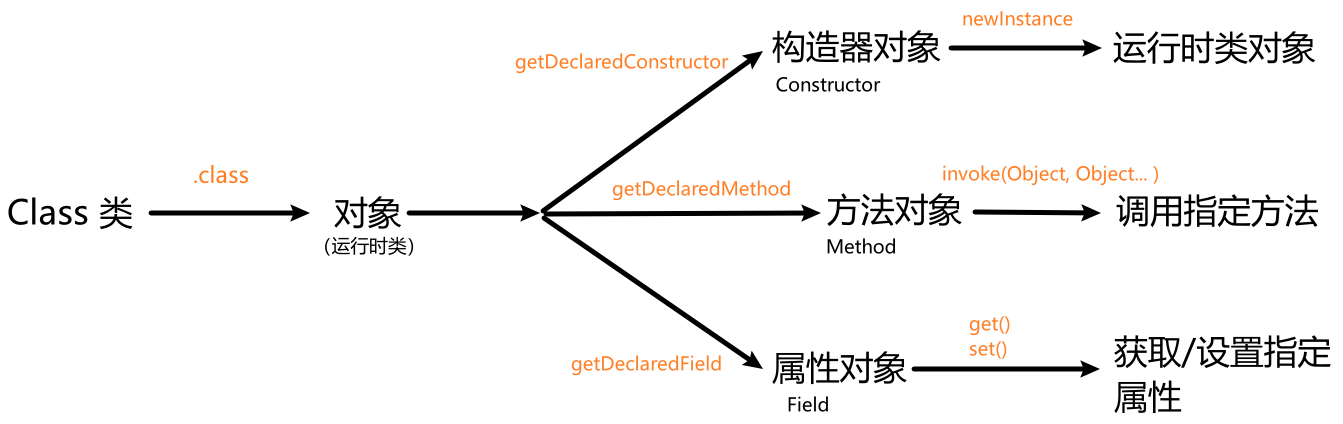 newInstance
getDeclaredConstructor
构造器对象
运行时类对象
Constructor
.class
getDeclaredMethod
invoke(Object, Object... )
Class 类
对象
方法对象
调用指定方法
(运行时类)
Method
get()
set()
getDeclaredField
属性对象
获取/设置指定
属性
Field